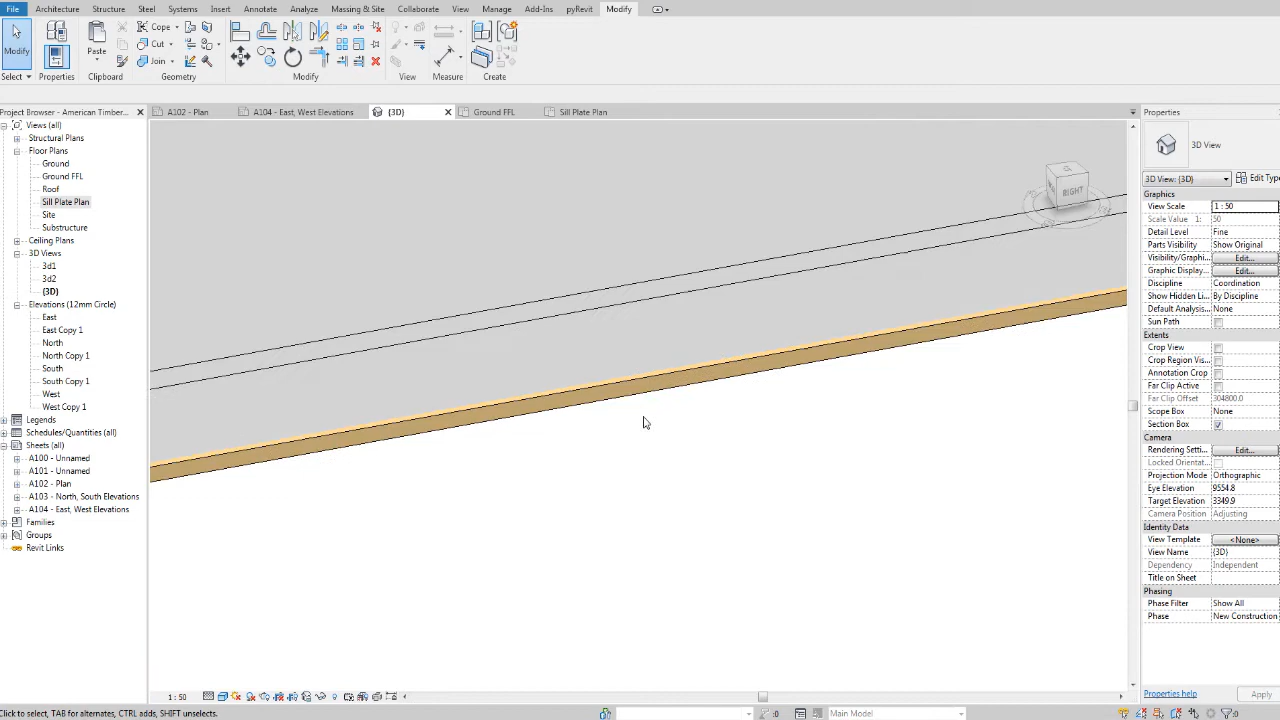 File Architecture Structure Steel Systems Insert Annotate Analyze Massing & Site Collaborate View Manage Add-Ins pyRevit Modify
Modify
Paste
Cope
Cut
Join
Select Properties Clipboard Geometry Modify View Measure Create
Project Browser - American Timber...
A102 - Plan
A104 - East, West Elevations
{3D}
Ground FFL
Sill Plate Plan
Properties
Views (all)
Structural Plans
Floor Plans
Ground
Ground FFL
Roof
Sill Plate Plan
Site
Substructure
Ceiling Plans
3D Views
3d1
3d2
{3D}
Elevations (12mm Circle)
East
East Copy 1
North
North Copy 1
South
South Copy 1
West
West Copy 1
Legends
Schedules/Quantities (all)
Sheets (all)
A100 - Unnamed
A101 - Unnamed
A102 - Plan
A103 - North, South Elevations
A104 - East, West Elevations
Families
Groups
Revit Links
RIGHT
3D View
3D View: {3D} Edit Type
Graphics
View Scale 1 : 50
Scale Value 1: 50
Detail Level Fine
Parts Visibility Show Original
Visibility/Graphi... Edit...
Graphic Display... Edit...
Discipline Coordination
Show Hidden Li... By Discipline
Default Analysis... None
Sun Path
Extents
Crop View
Crop Region Vis...
Annotation Crop
Far Clip Active
Far Clip Offset 304800.0
Scope Box None
Section Box
Camera
Rendering Setti... Edit...
Locked Orientat...
Projection Mode Orthographic
Eye Elevation 9554.8
Target Elevation 3349.9
Camera Position Adjusting
Identity Data
View Template <None>
View Name {3D}
Dependency Independent
Title on Sheet
Phasing
Phase Filter Show All
Phase New Construction
Properties help Apply
1 : 50
Click to select, TAB for alternates, CTRL adds, SHIFT unselects.
:0
Main Model
:0